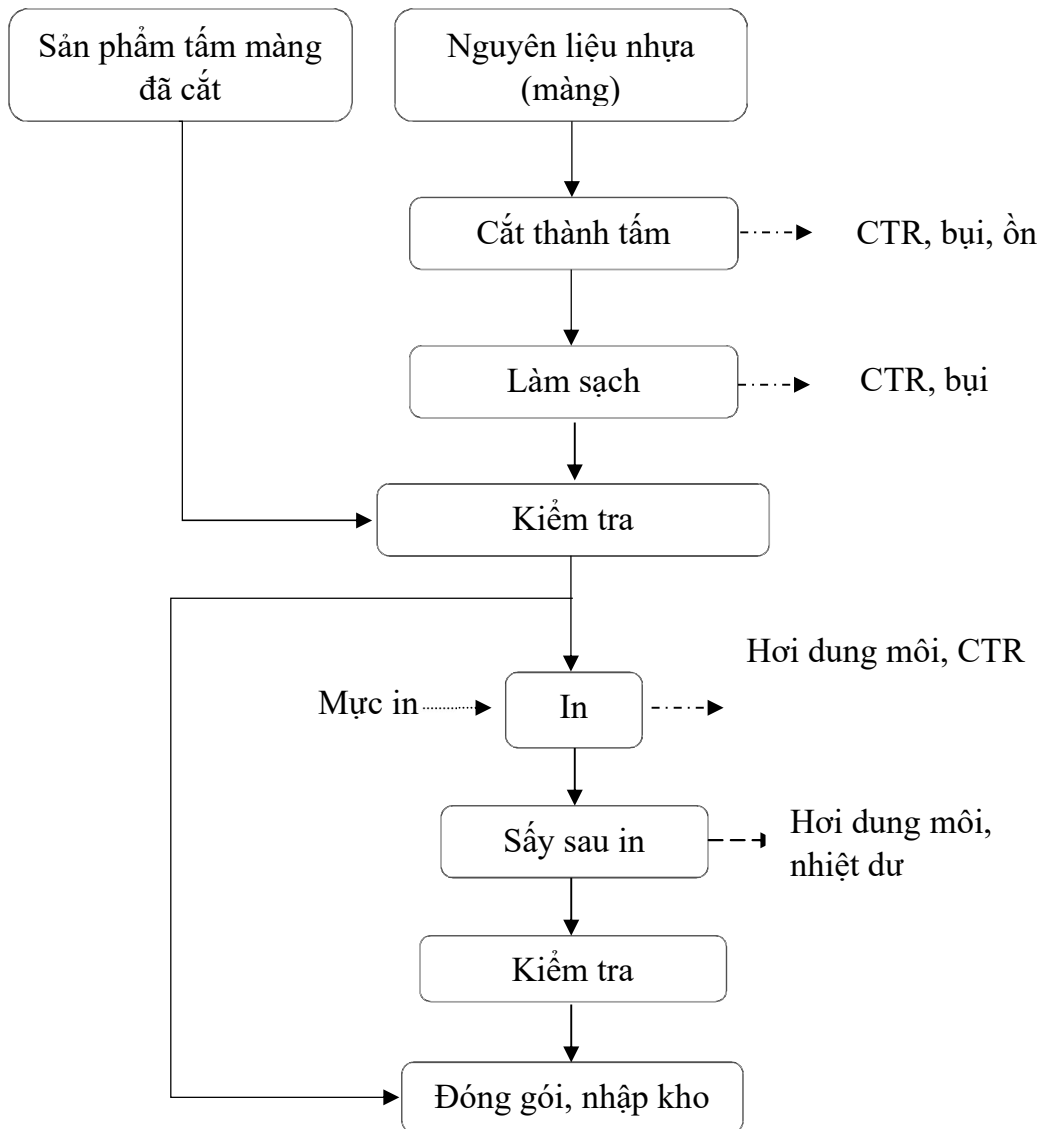 Sản phẩm tấm màng
đã cắt
Nguyên liệu nhựa
(màng)
Cắt thành tấm
CTR, bụi, ồn
Làm sạch
CTR, bụi
Kiểm tra
Hơi dung môi, CTR
Mực in
In
Sấy sau in
Hơi dung môi,
nhiệt dư
Kiểm tra
Đóng gói, nhập kho